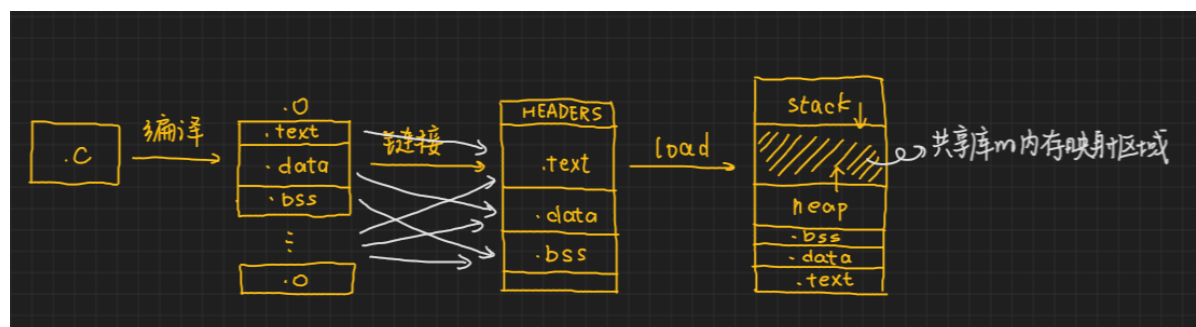 .C
编译
.O
.text
.data
.bss
⋮
.O
链接
HEADERS
.text
.data
.bss
load
stack
heap
.bss
.data
.text
共享库m内存映射区域